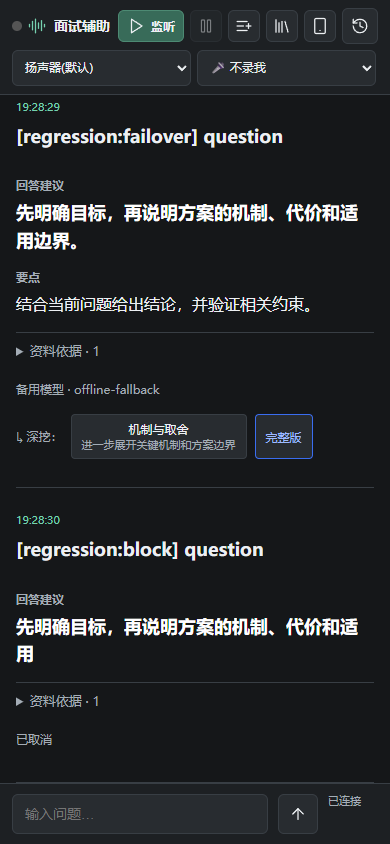 面试辅助
监听
扬声器(默认)
不录我
19:28:29
[regression:failover] question
回答建议
先明确目标，再说明方案的机制、代价和适
用边界。
要点
结合当前问题给出结论，并验证相关约束。
资料依据 · 1
备用模型 · offline-fallback
↳ 深挖：
机制与取舍
进一步展开关键机制和方案边界
完整版
19:28:30
[regression:block] question
回答建议
先明确目标，再说明方案的机制、代价和适
用
资料依据 · 1
已取消
输入问题...
已连接